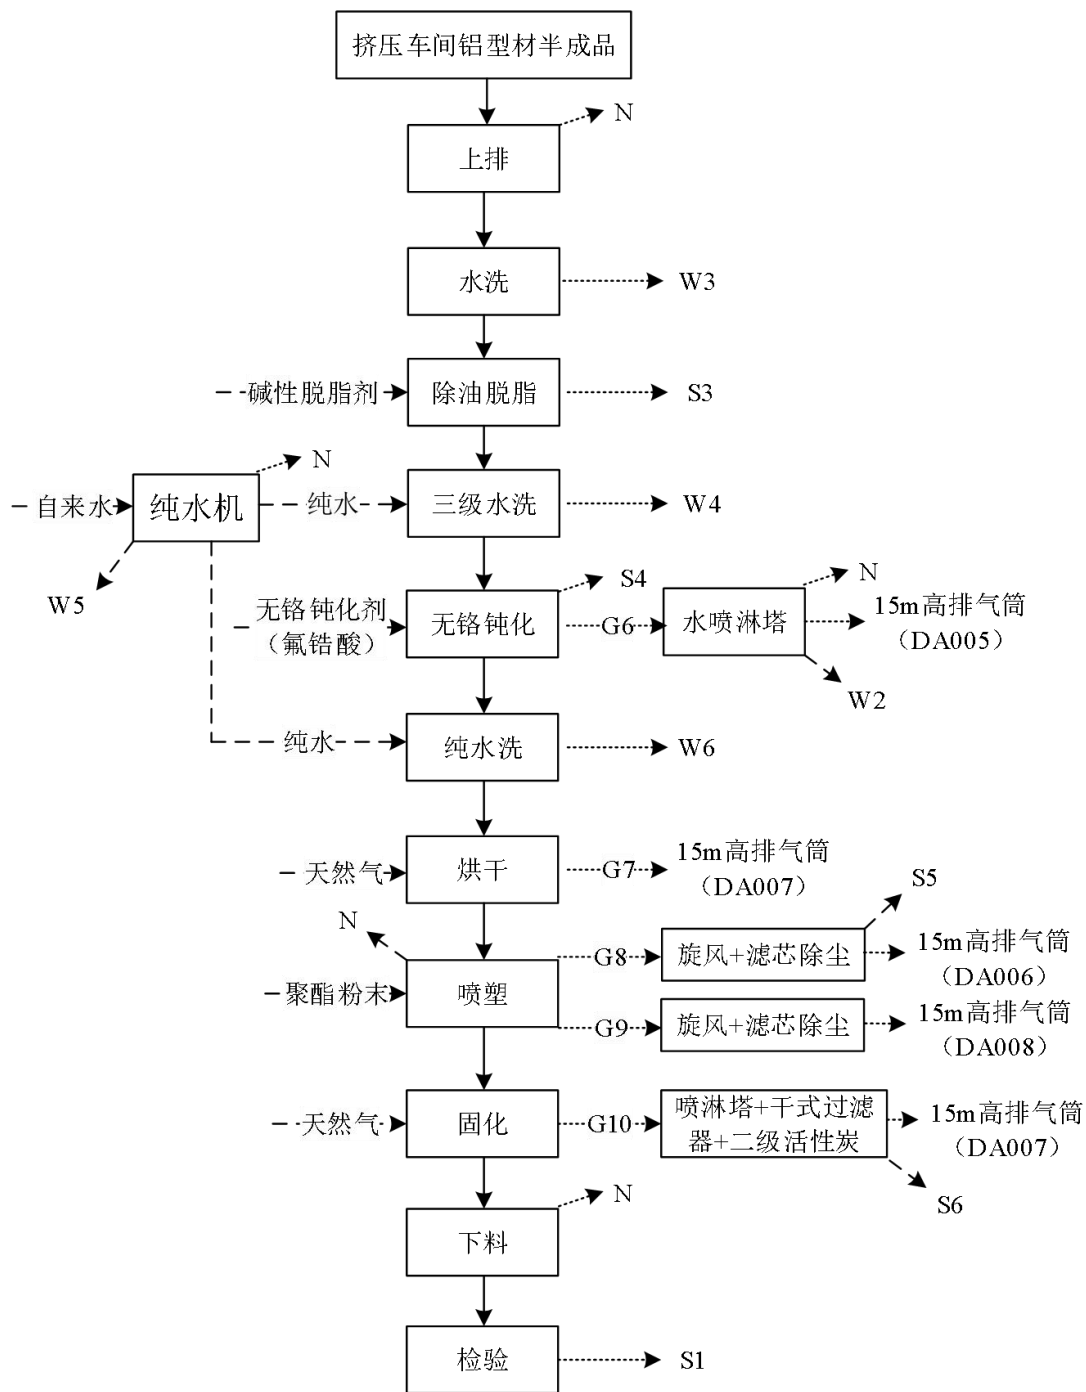 挤压车间铝型材半成品
N
上排
水洗
W3
碱性脱脂剂
除油脱脂
S3
N
自来水
纯水机
纯水
三级水洗
W4
W5
S4
N
无铬钝化剂
（氟锆酸）
无铬钝化
G6
水喷淋塔
15m高排气筒
（DA005）
W2
纯水
纯水洗
W6
天然气
烘干
G7
15m高排气筒
（DA007）
S5
N
聚酯粉末
喷塑
G8
旋风+滤芯除尘
15m高排气筒
（DA006）
G9
旋风+滤芯除尘
15m高排气筒
（DA008）
天然气
固化
G10
喷淋塔+干式过滤
器+二级活性炭
15m高排气筒
（DA007）
S6
N
下料
检验
S1